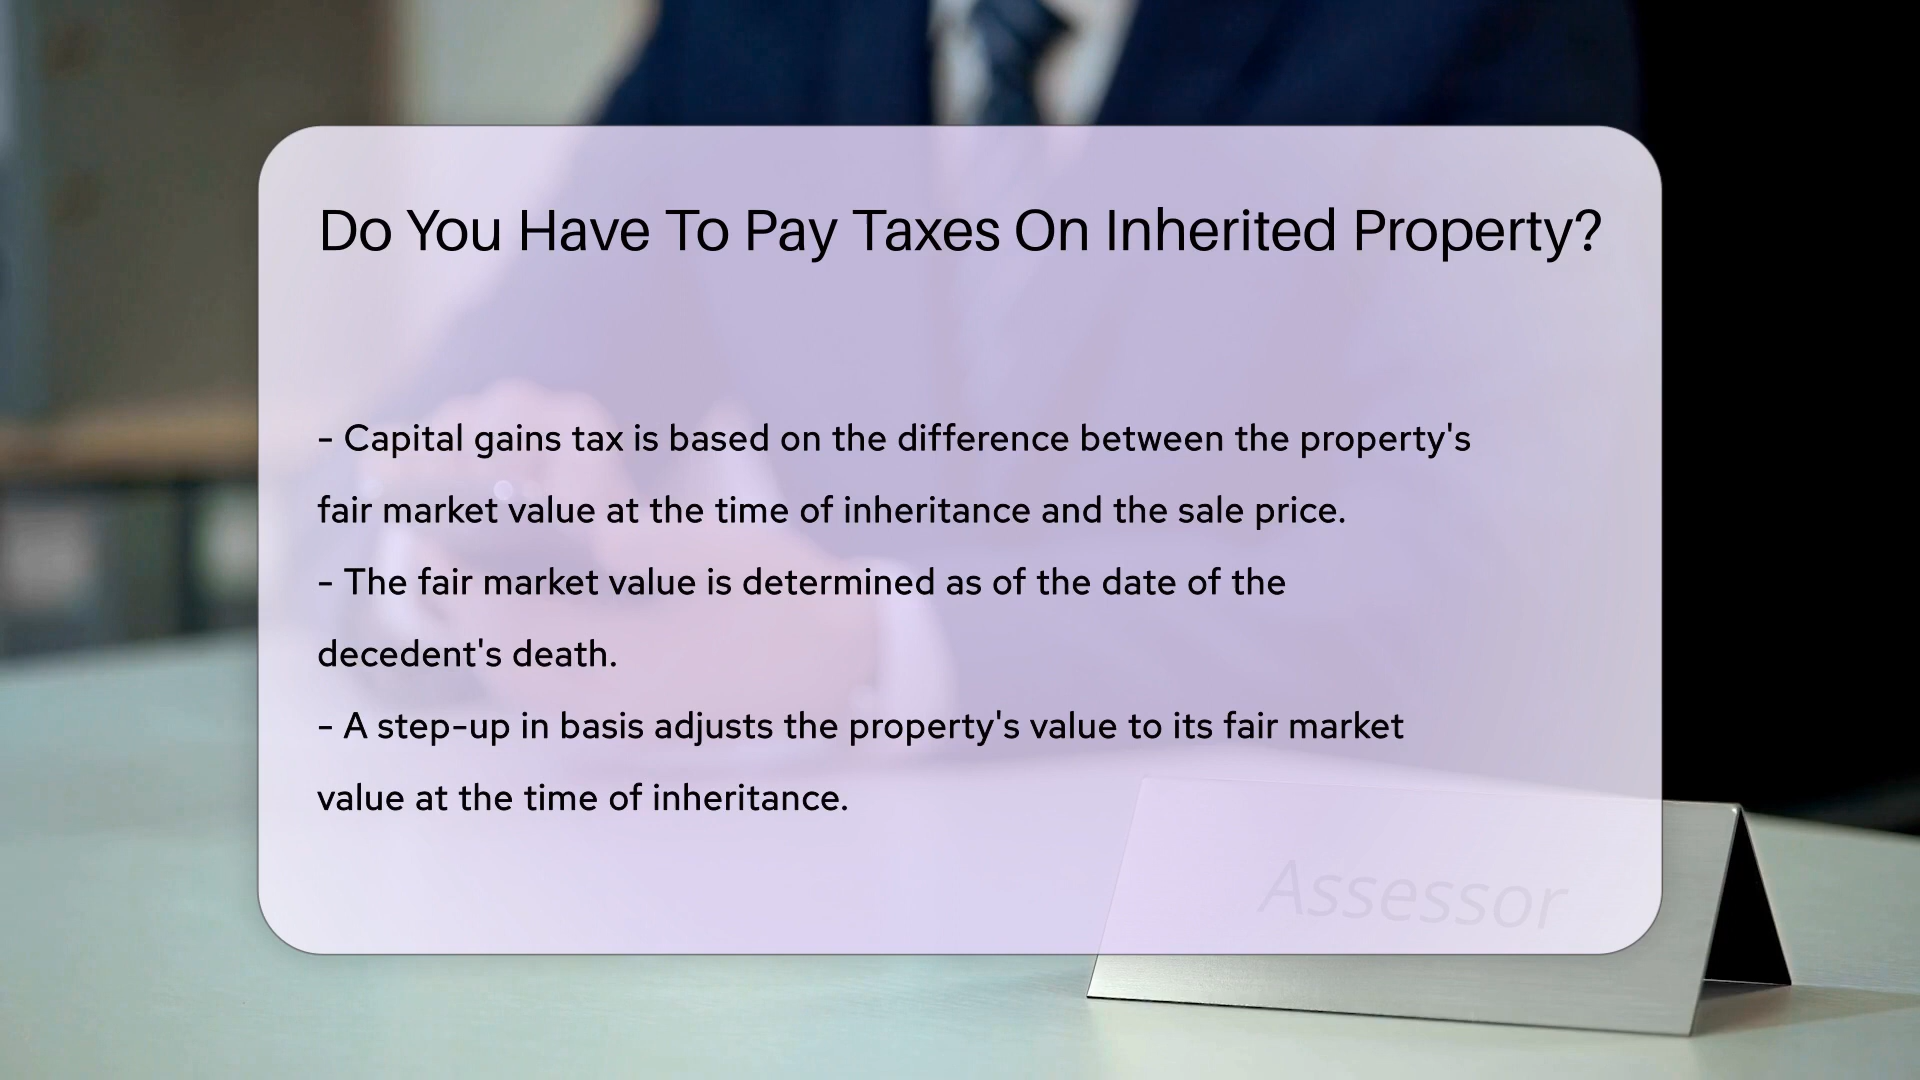 Do You Have To Pay Taxes On Inherited Property?
- Capital gains tax is based on the difference between the property's
fair market value at the time of inheritance and the sale price.
- The fair market value is determined as of the date of the
decedent's death.
- A step-up in basis adjusts the property's value to its fair market
value at the time of inheritance.
Assessor